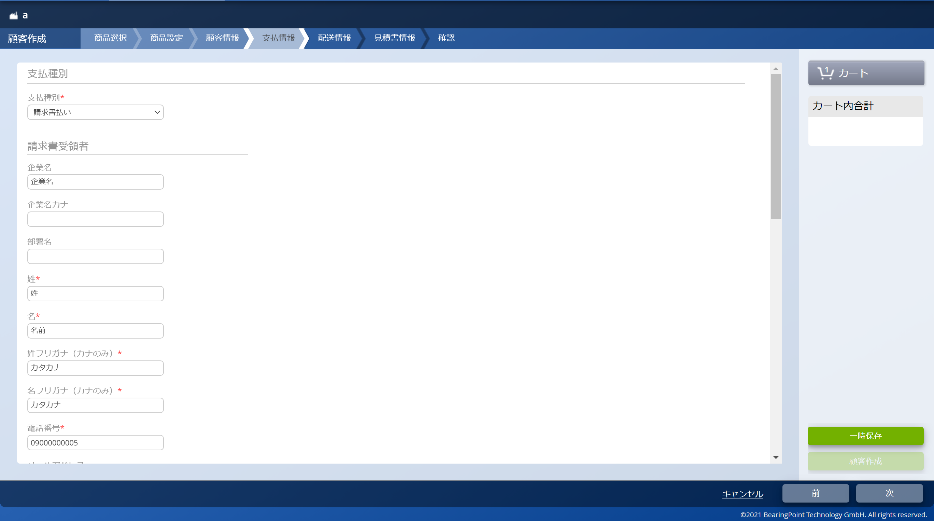 a
顧客作成
商品選択
商品設定
顧客情報
支払情報
配送情報
見積書情報
確認
支払種別
支払種別*
請求書払い
請求書受領者
企業名
企業名
企業名カナ
部署名
姓*
姓
名*
名前
姓フリガナ（カナのみ）*
カタカナ
名フリガナ（カナのみ）*
カタカナ
電話番号*
09000000005
カート
カート内合計
一時保存
顧客作成
キャンセル
前
次
©2021 BearingPoint Technology GmbH. All rights reserved.